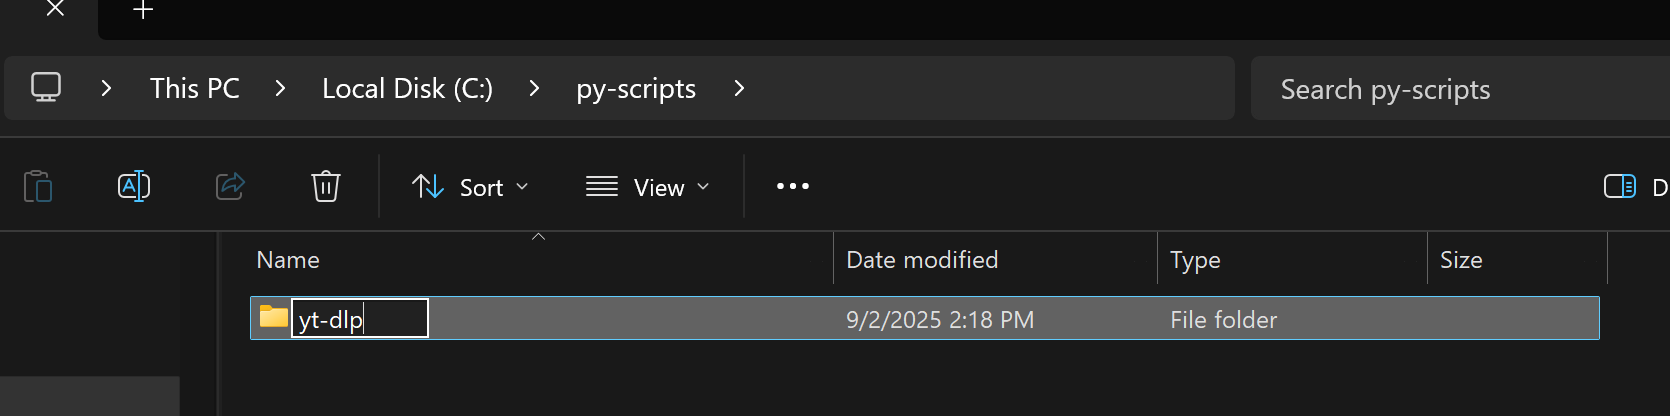 This PC Local Disk (C:) py-scripts Search py-scripts
Sort View D
Name Date modified Type Size
yt-dlp 9/2/2025 2:18 PM File folder